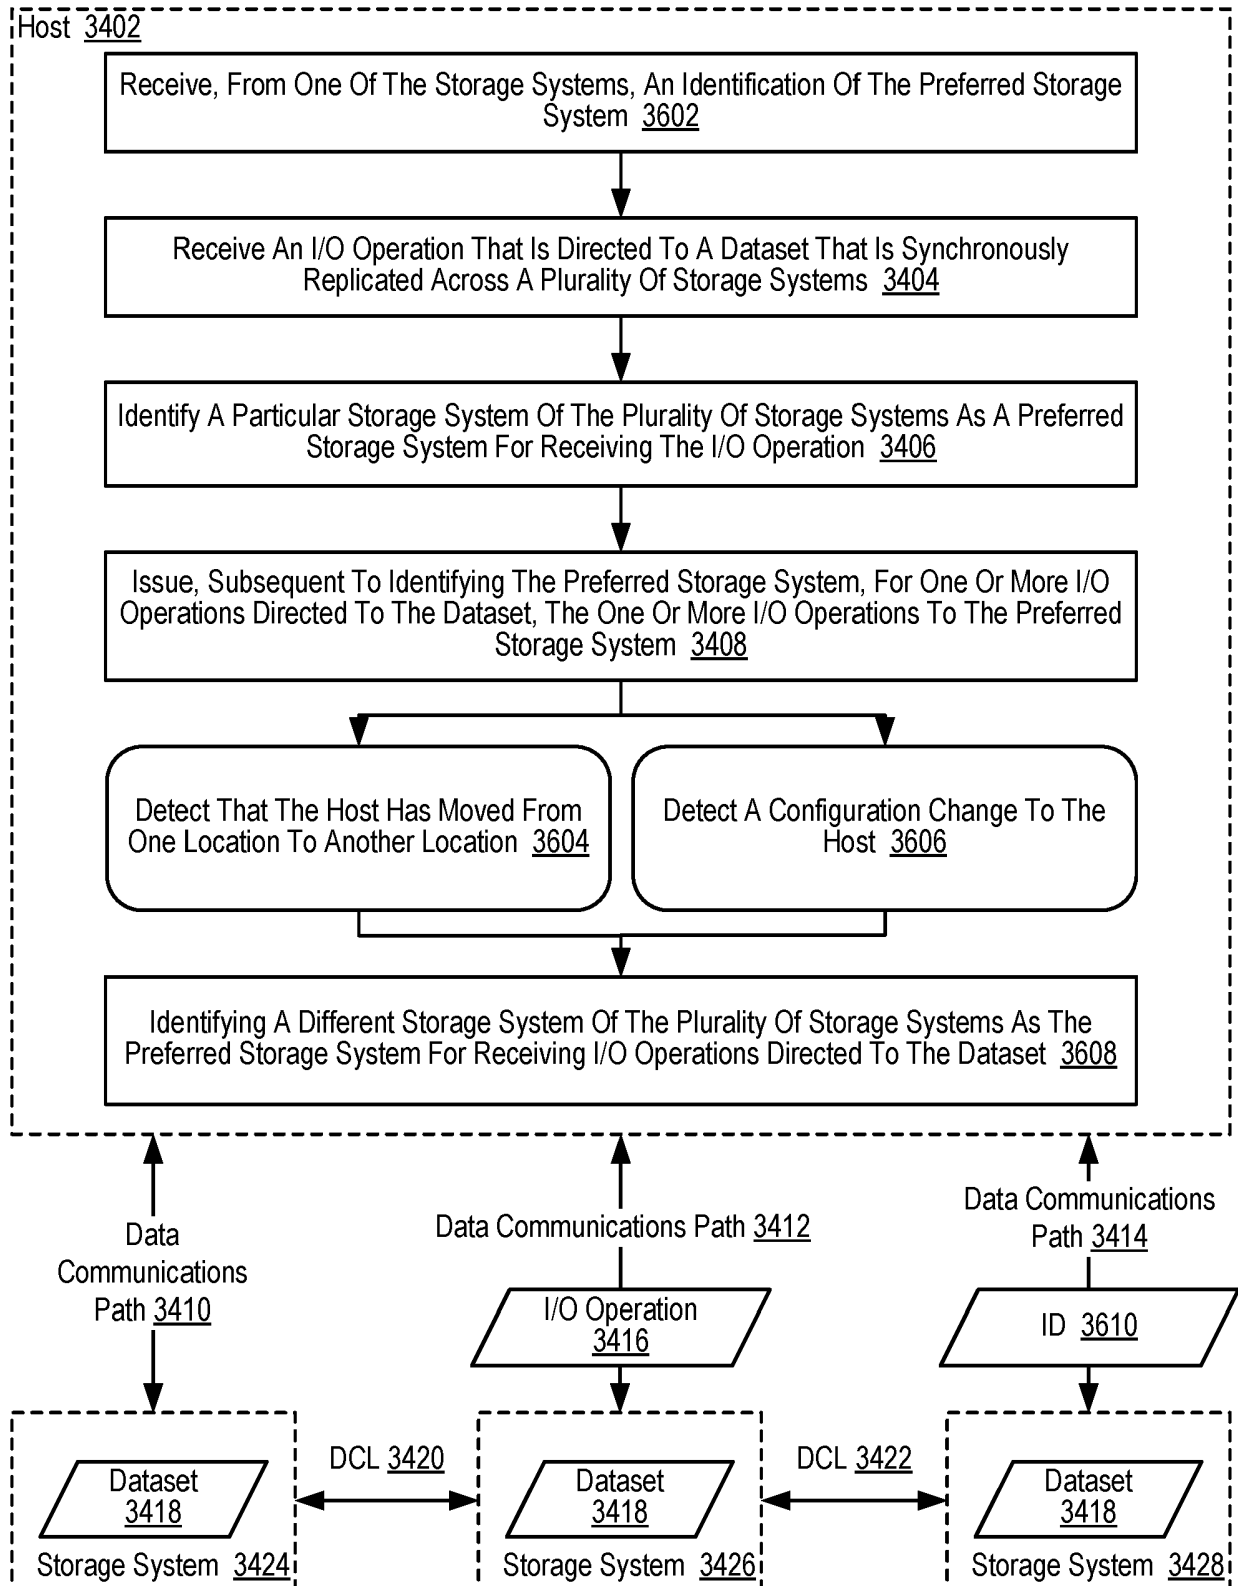 Host 3402
Receive, From One Of The Storage Systems, An Identification Of The Preferred Storage
System 3602
Receive An I/O Operation That Is Directed To A Dataset That Is Synchronously
Replicated Across A Plurality Of Storage Systems 3404
Identify A Particular Storage System Of The Plurality Of Storage Systems As A Preferred
Storage System For Receiving The I/O Operation 3406
Issue, Subsequent To Identifying The Preferred Storage System, For One Or More I/O
Operations Directed To The Dataset, The One Or More I/O Operations To The Preferred
Storage System 3408
Detect That The Host Has Moved From
One Location To Another Location 3604
Detect A Configuration Change To The
Host 3606
Identifying A Different Storage System Of The Plurality Of Storage Systems As The
Preferred Storage System For Receiving I/O Operations Directed To The Dataset 3608
Data
Communications
Path 3410
Data Communications Path 3412
Data Communications
Path 3414
I/O Operation
3416
ID 3610
DCL 3420
DCL 3422
Dataset
3418
Storage System 3424
Dataset
3418
Storage System 3426
Dataset
3418
Storage System 3428